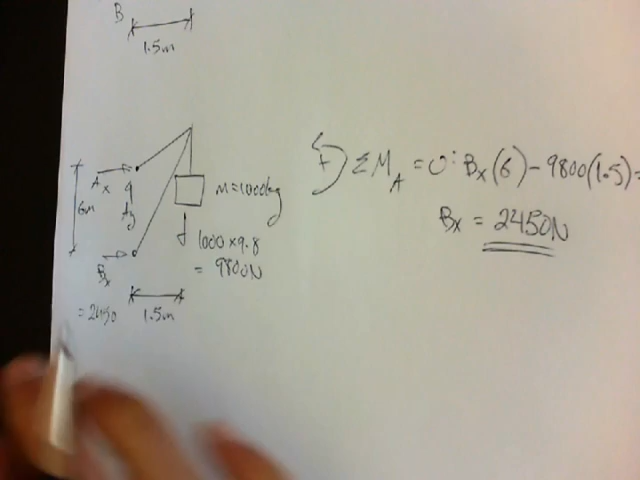 B
1.5m
Ax
6m
Ay
M=1000kg
1000×9.8
= 9800N
Bx
= 2450
1.5m
+ ΣM_A = 0: Bx(6) - 9800(1.5) =
Bx = 2450N